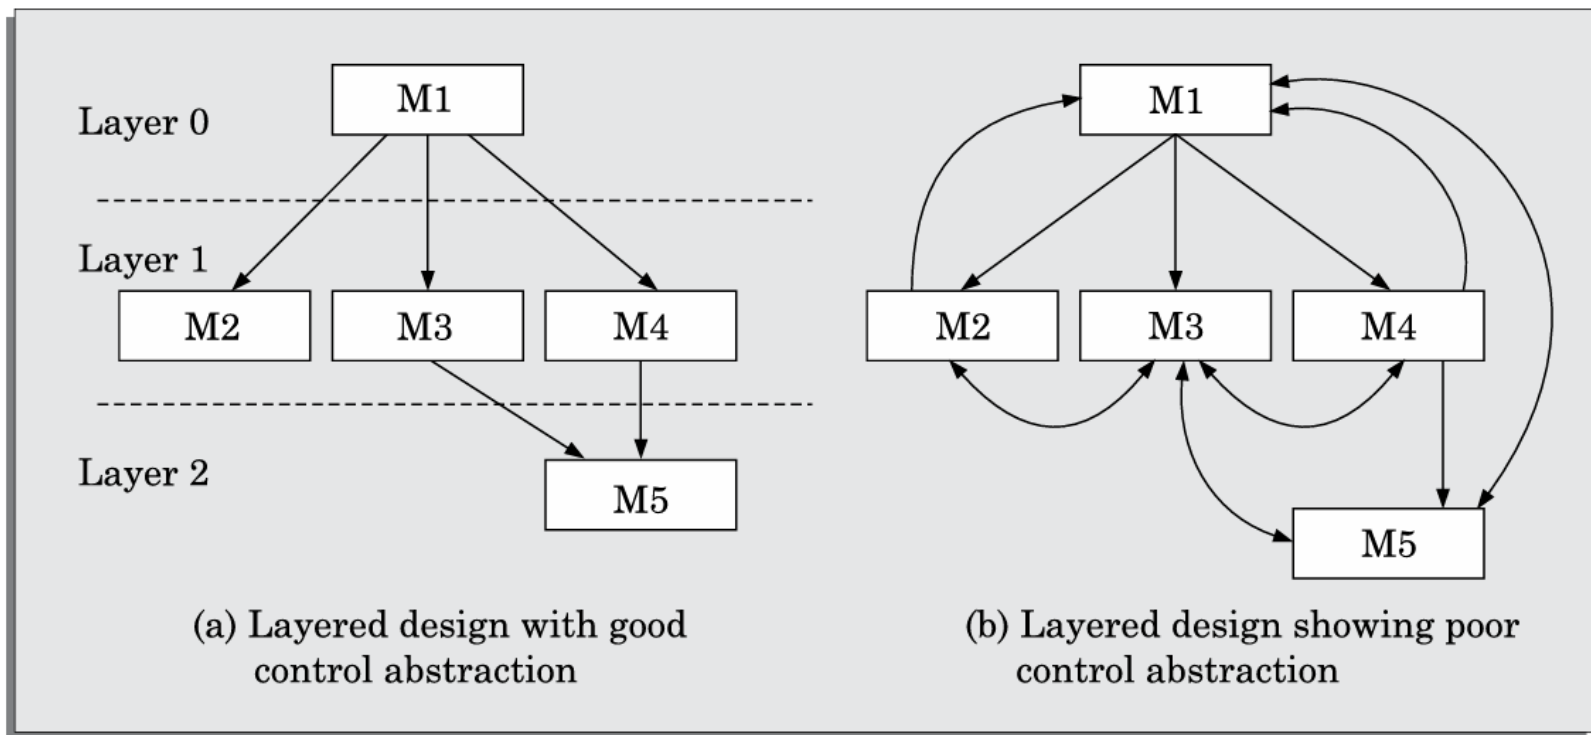 Layer 0
M1
Layer 1
M2
M3
M4
Layer 2
M5
(a) Layered design with good
control abstraction
M1
M2
M3
M4
M5
(b) Layered design showing poor
control abstraction